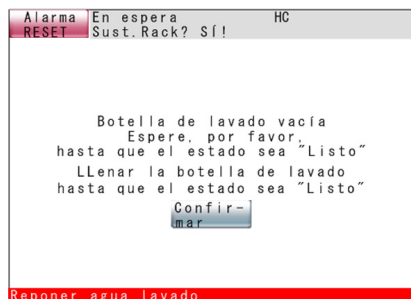 Alarma En espera HC
RESET Sust.Rack? SÍ!
Botella de lavado vacía
Espere, por favor,
hasta que el estado sea "Listo"
LLenar la botella de lavado
hasta que el estado sea "Listo"
Confir-
mar
Reponer agua lavado